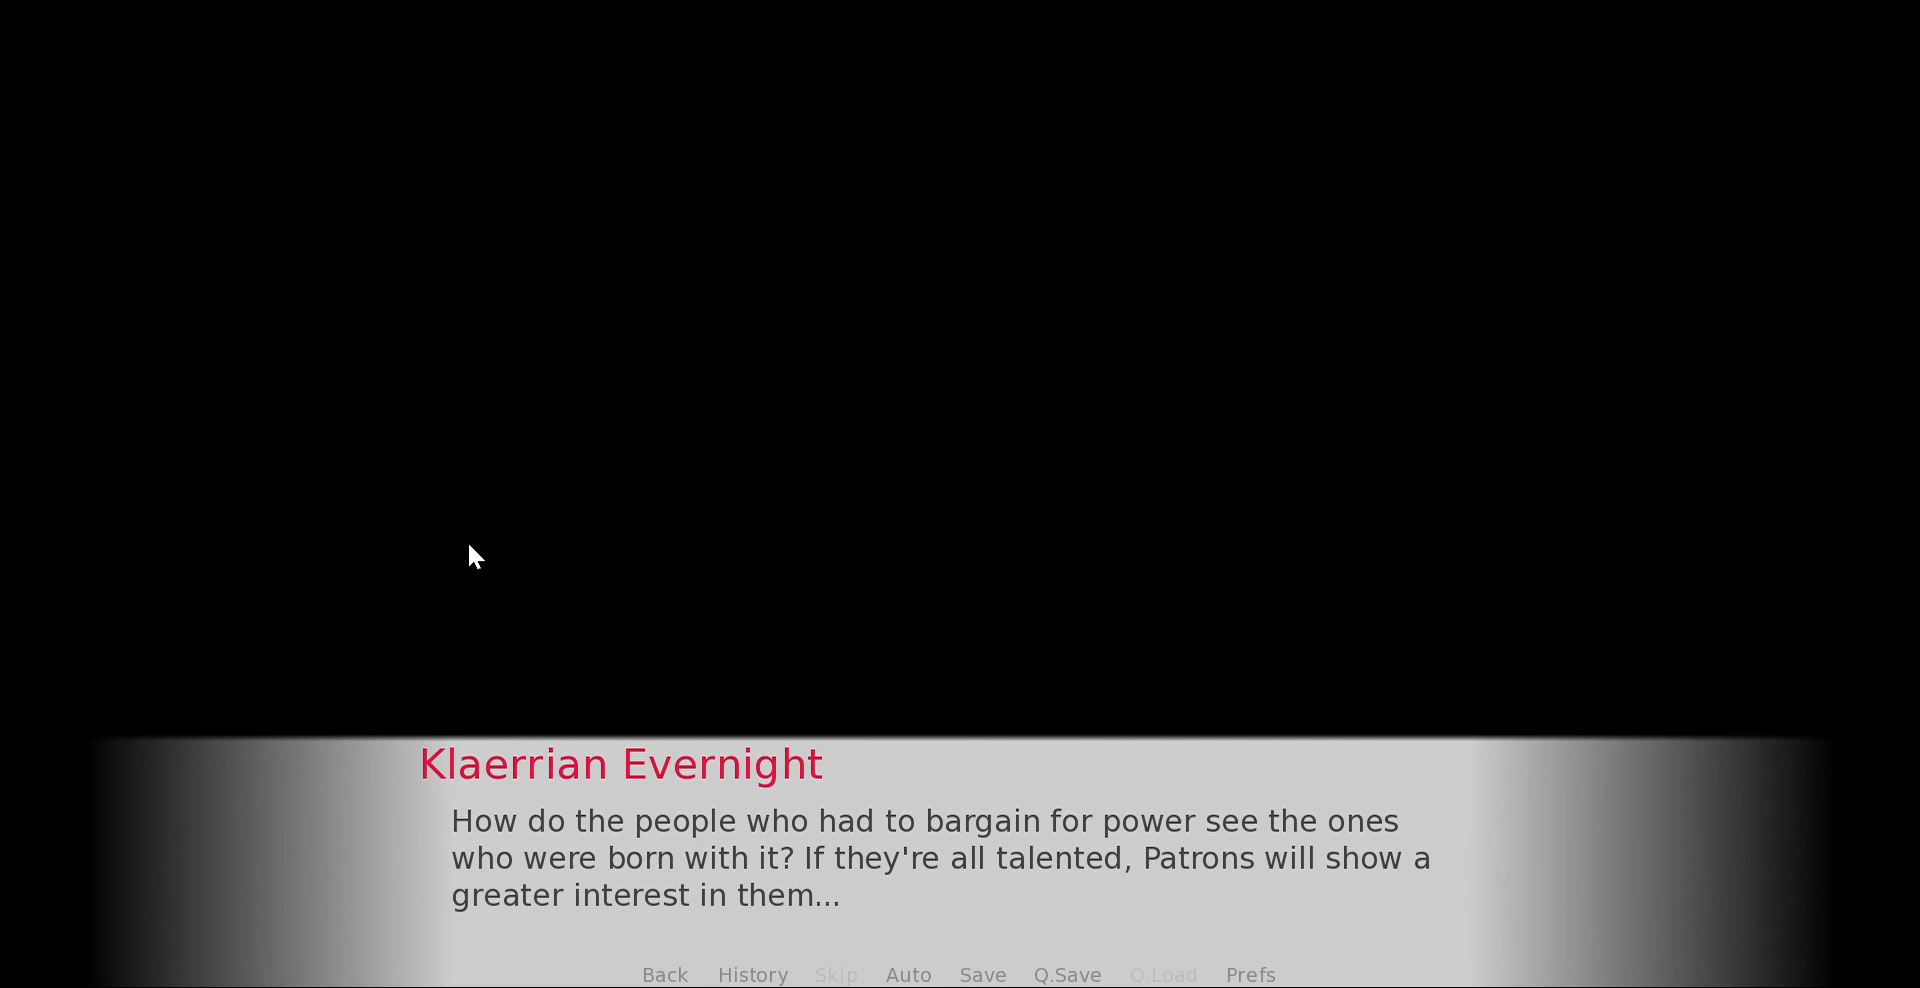 Klaerrian Evernight
How do the people who had to bargain for power see the ones
who were born with it? If they're all talented, Patrons will show a
greater interest in them...
Back History Skip Auto Save Q.Save Q.Load Prefs